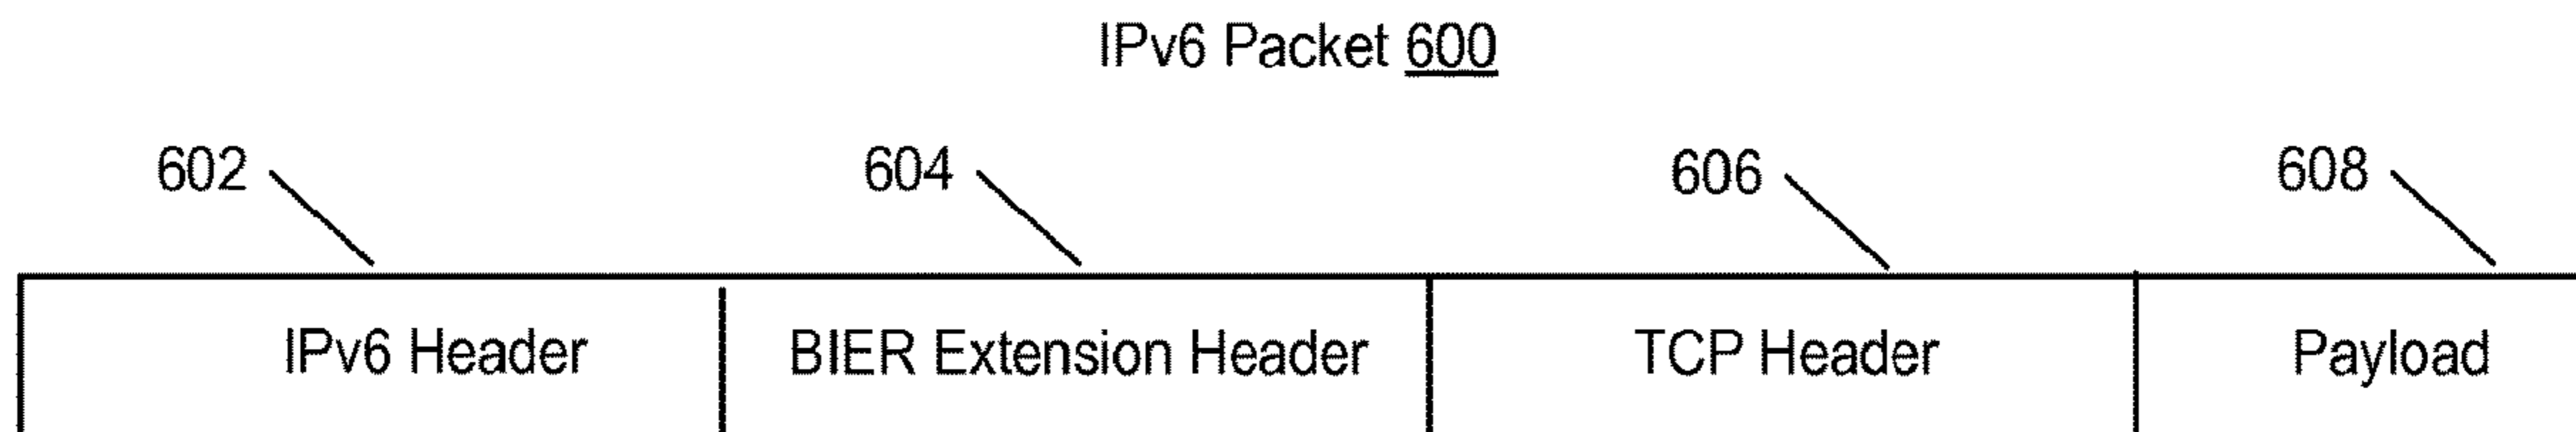 IPv6 Packet 600
602 604 606 608
IPv6 Header BIER Extension Header TCP Header Payload